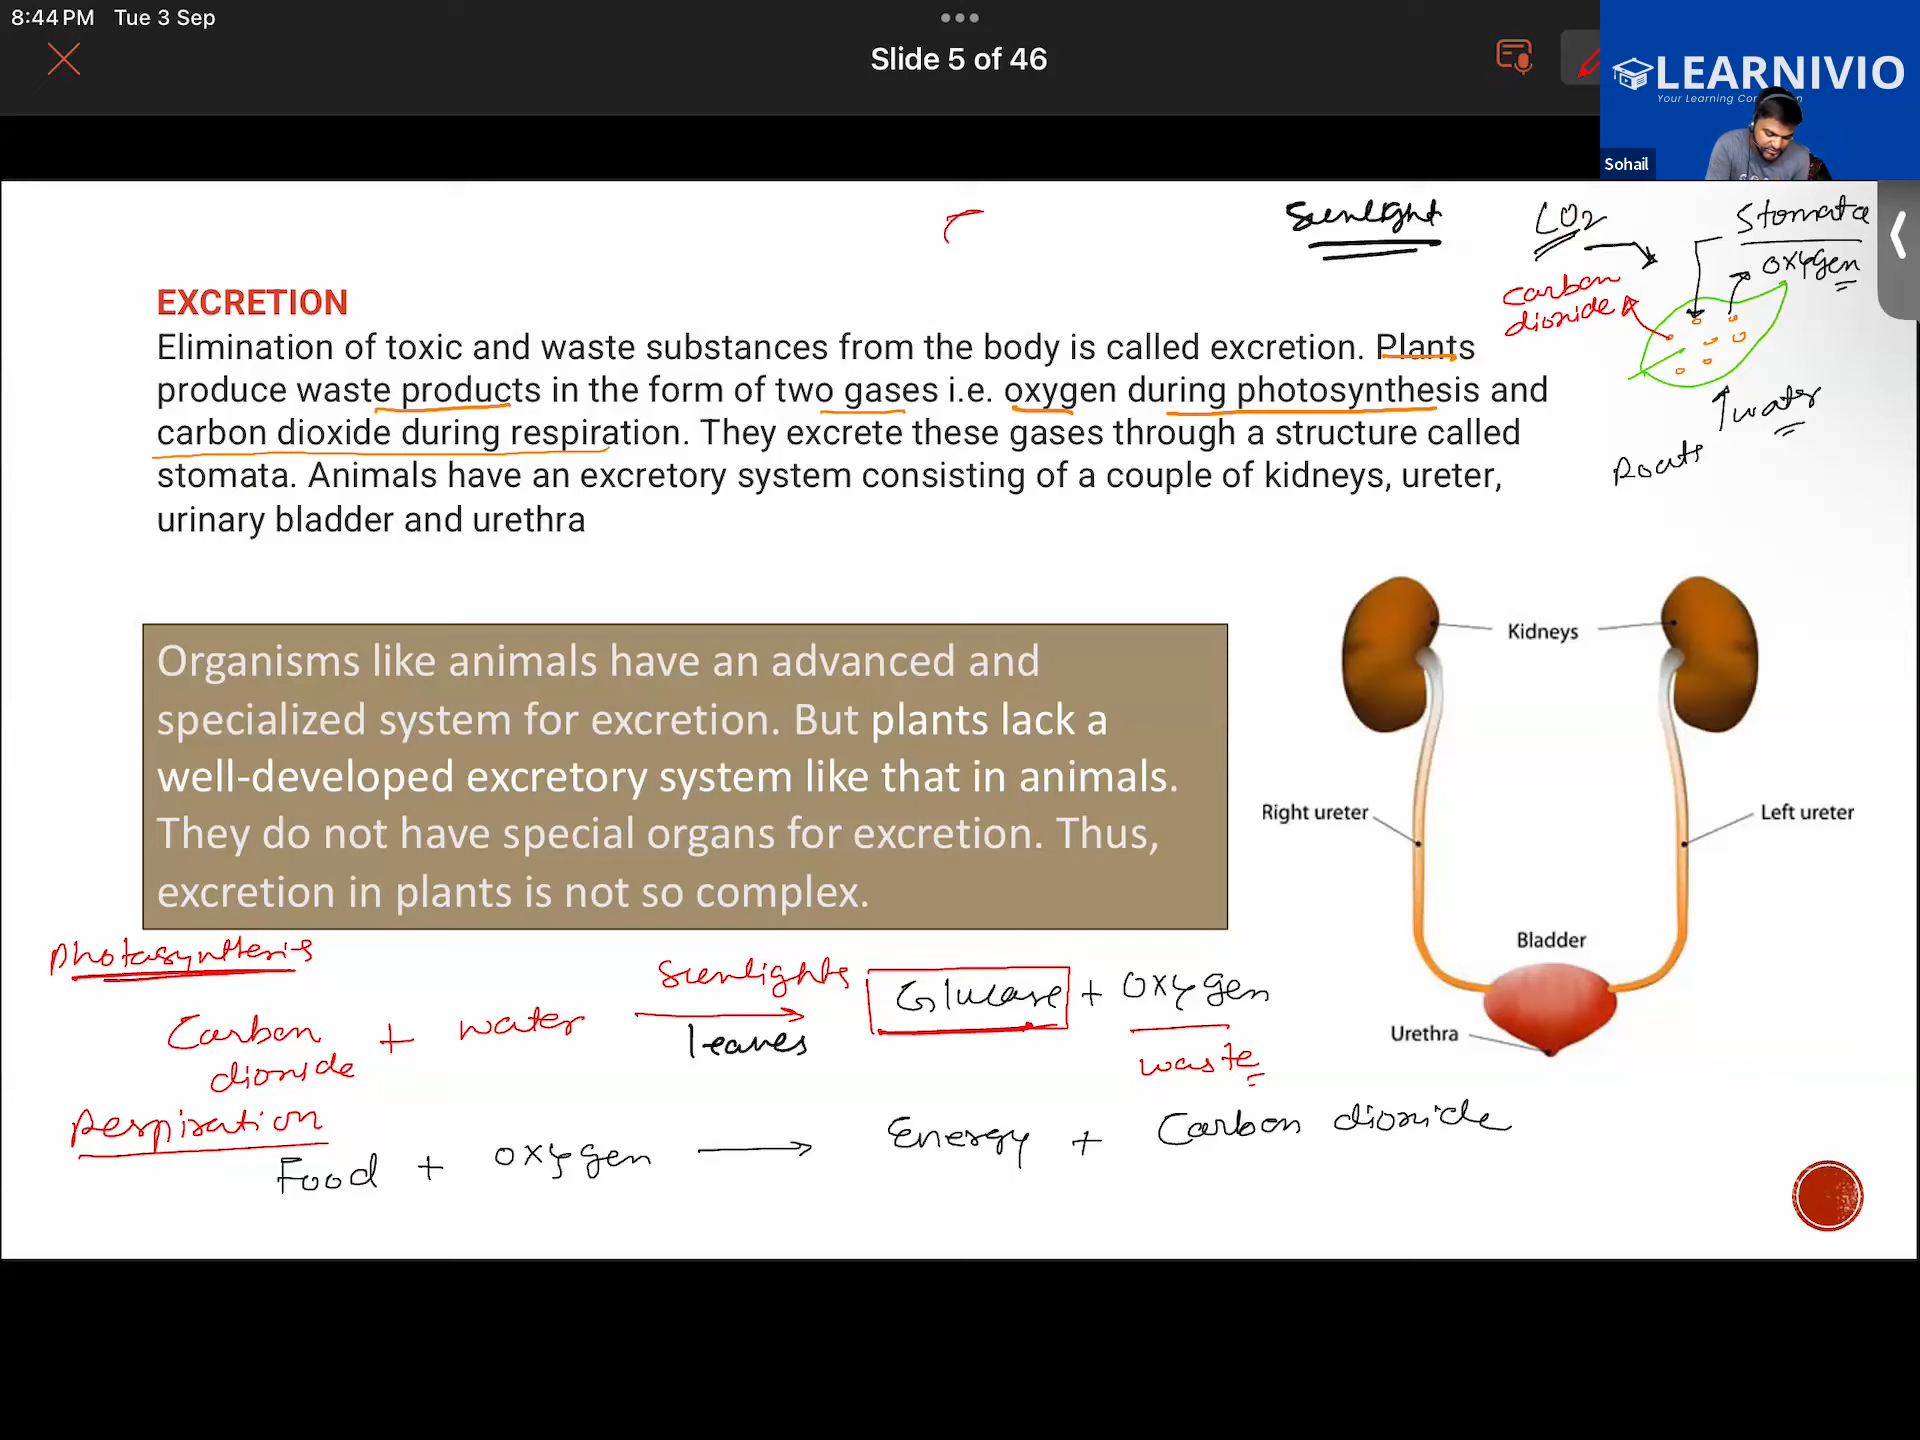 8:44 PM Tue 3 Sep
Slide 5 of 46
LEARNIVIO
Sohail
Sunlight
CO2
Stomata
oxygen
Carbon
dioxide
water
Roots
EXCRETION
Elimination of toxic and waste substances from the body is called excretion. Plants
produce waste products in the form of two gases i.e. oxygen during photosynthesis and
carbon dioxide during respiration. They excrete these gases through a structure called
stomata. Animals have an excretory system consisting of a couple of kidneys, ureter,
urinary bladder and urethra
Organisms like animals have an advanced and
specialized system for excretion. But plants lack a
well-developed excretory system like that in animals.
They do not have special organs for excretion. Thus,
excretion in plants is not so complex.
Kidneys
Right ureter
Left ureter
Bladder
Urethra
Photosynthesis
Carbon dioxide + water
Sunlights
leaves
Glucose + oxygen
waste
Respiration
Food + oxygen → Energy + Carbon dioxide